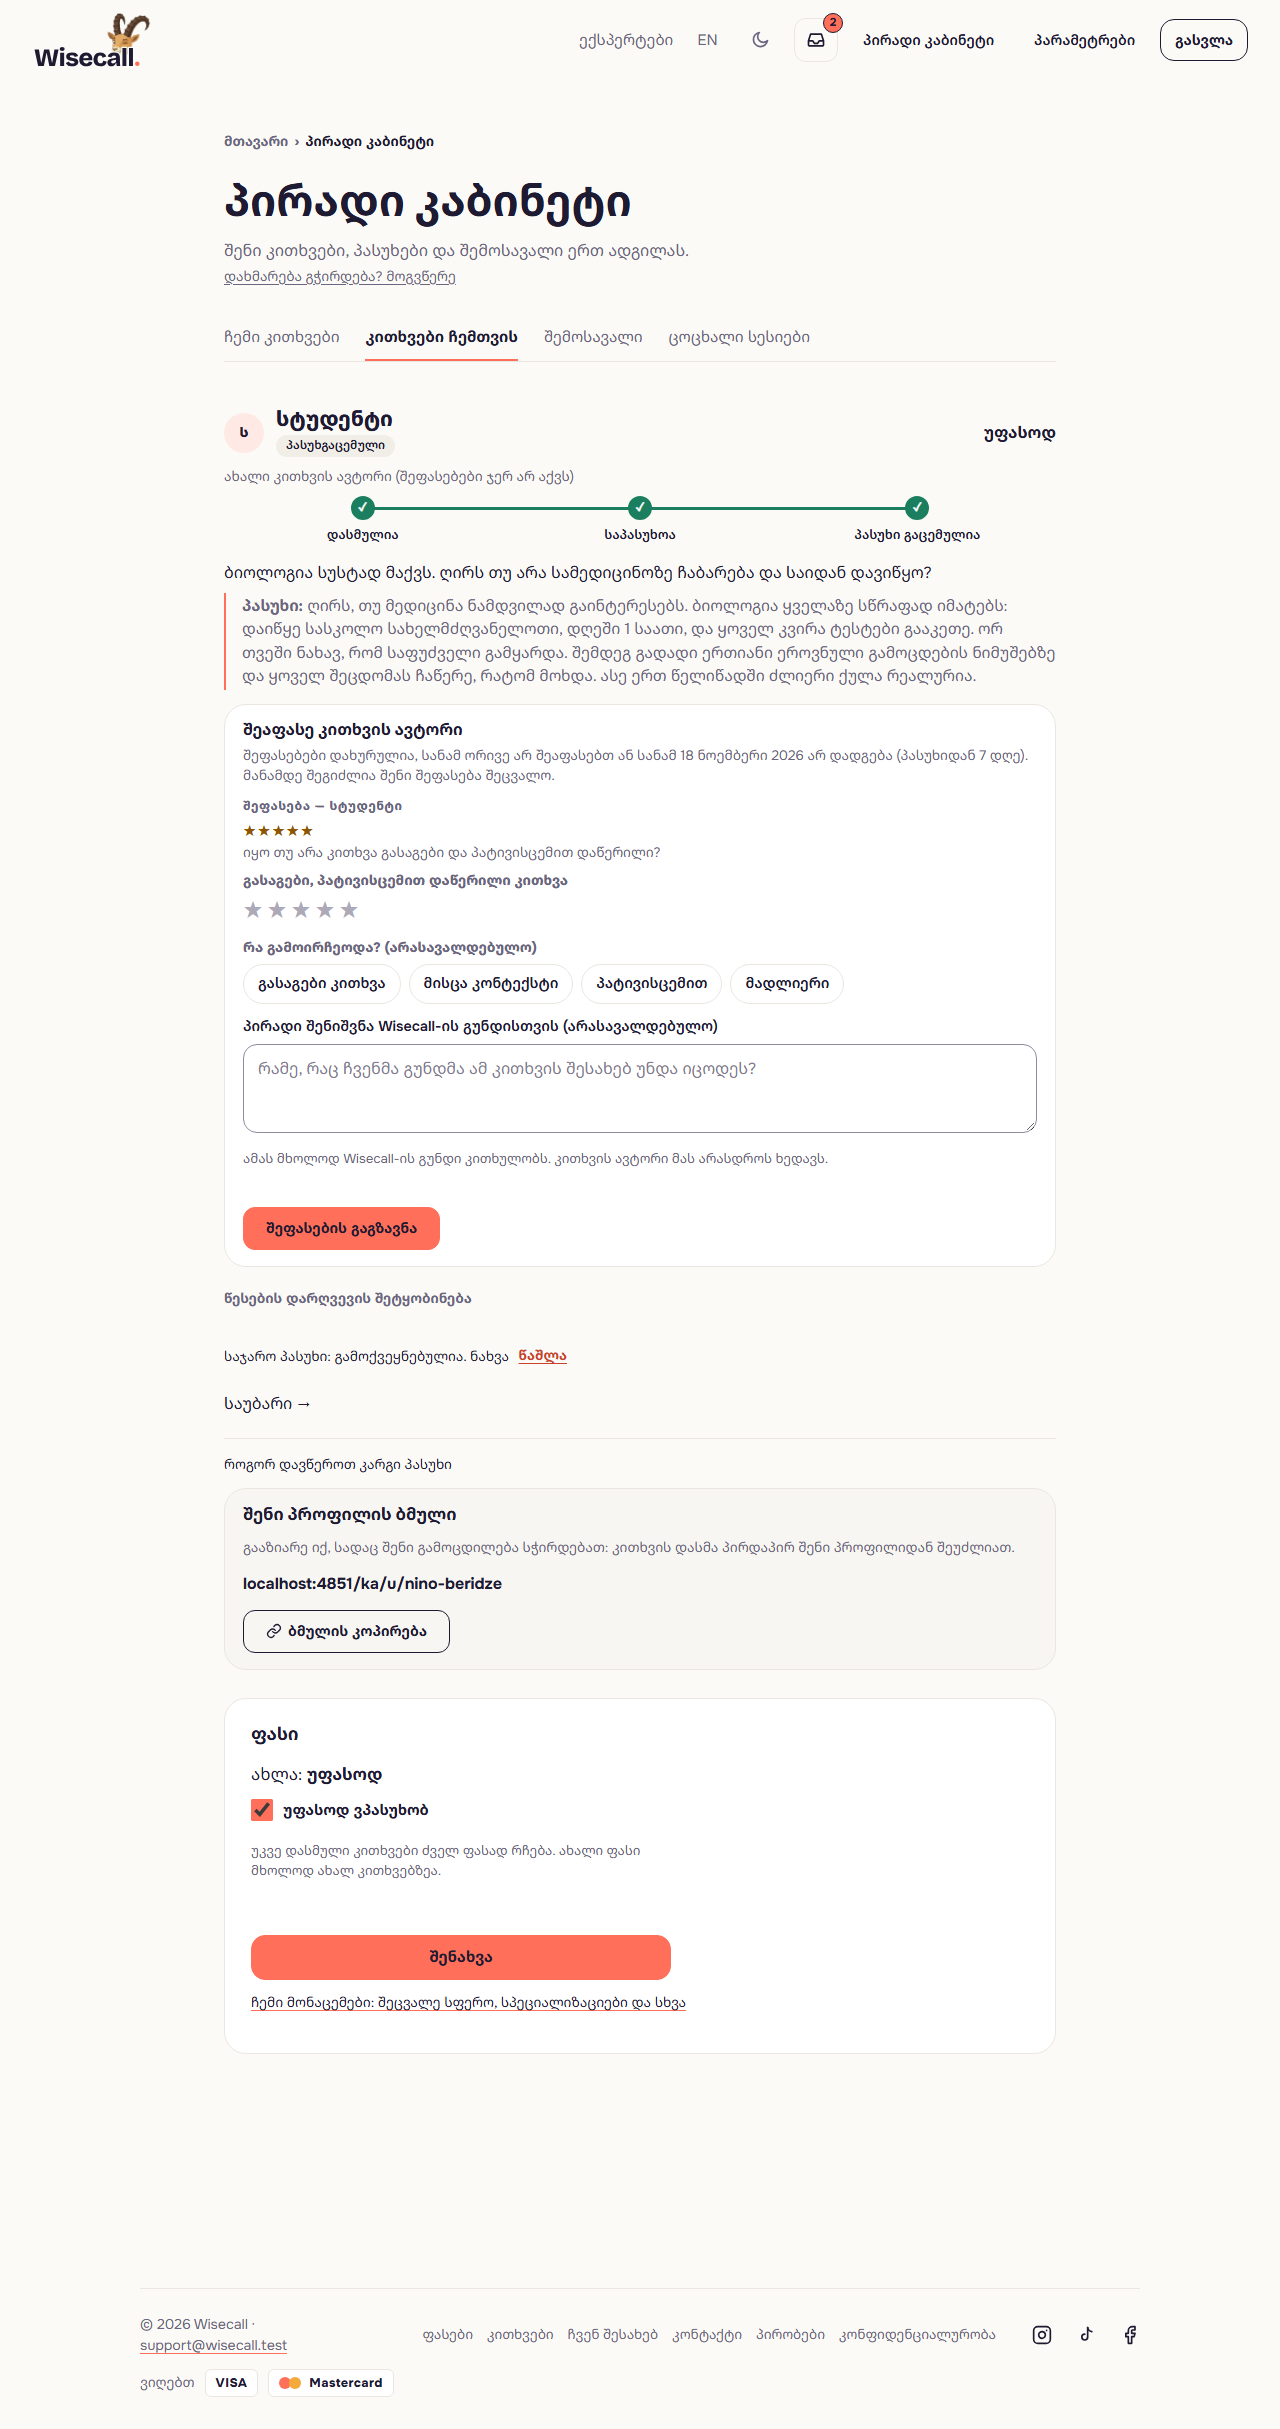 Wisecall.
ექსპერტები
EN
2
პირადი კაბინეტი
პარამეტრები
გასვლა
მთავარი › პირადი კაბინეტი
პირადი კაბინეტი
შენი კითხვები, პასუხები და შემოსავალი ერთ ადგილას.
დახმარება გჭირდება? მოგვწერე
ჩემი კითხვები
კითხვები ჩემთვის
შემოსავალი
ცოცხალი სესიები
ს
სტუდენტი
პასუხგაცემული
უფასოდ
ახალი კითხვის ავტორი (შეფასებები ჯერ არ აქვს)
დასმულია
საპასუხოა
პასუხი გაცემულია
ბიოლოგია სუსტად მაქვს. ღირს თუ არა სამედიცინოზე ჩაბარება და საიდან დავიწყო?
პასუხი: ღირს, თუ მედიცინა ნამდვილად გაინტერესებს. ბიოლოგია ყველაზე სწრაფად იმატებს:
დაიწყე სასკოლო სახელმძღვანელოთი, დღეში 1 საათი, და ყოველ კვირა ტესტები გააკეთე. ორ
თვეში ნახავ, რომ საფუძველი გამყარდა. შემდეგ გადადი ერთიანი ეროვნული გამოცდების ნიმუშებზე
და ყოველ შეცდომას ჩაწერე, რატომ მოხდა. ასე ერთ წელიწადში ძლიერი ქულა რეალურია.
შეაფასე კითხვის ავტორი
შეფასებები დახურულია, სანამ ორივე არ შეაფასებთ ან სანამ 18 ნოემბერი 2026 არ დადგება (პასუხიდან 7 დღე).
მანამდე შეგიძლია შენი შეფასება შეცვალო.
შეფასება – სტუდენტი
★★★★★
იყო თუ არა კითხვა გასაგები და პატივისცემით დაწერილი?
გასაგები, პატივისცემით დაწერილი კითხვა
★★★★★
რა გამოირჩეოდა? (არასავალდებულო)
გასაგები კითხვა
მისცა კონტექსტი
პატივისცემით
მადლიერი
პირადი შენიშვნა Wisecall-ის გუნდისთვის (არასავალდებულო)
რამე, რაც ჩვენმა გუნდმა ამ კითხვის შესახებ უნდა იცოდეს?
ამას მხოლოდ Wisecall-ის გუნდი კითხულობს. კითხვის ავტორი მას არასდროს ხედავს.
შეფასების გაგზავნა
წესების დარღვევის შეტყობინება
საჯარო პასუხი: გამოქვეყნებულია. ნახვა წაშლა
საუბარი →
როგორ დავწეროთ კარგი პასუხი
შენი პროფილის ბმული
გააზიარე იქ, სადაც შენი გამოცდილება სჭირდებათ: კითხვის დასმა პირდაპირ შენი პროფილიდან შეუძლიათ.
localhost:4851/ka/u/nino-beridze
ბმულის კოპირება
ფასი
ახლა: უფასოდ
უფასოდ ვპასუხობ
უკვე დასმული კითხვები ძველ ფასად რჩება. ახალი ფასი
მხოლოდ ახალ კითხვებზეა.
შენახვა
ჩემი მონაცემები: შეცვალე სფერო, სპეციალიზაციები და სხვა
© 2026 Wisecall ·
support@wisecall.test
ფასები
კითხვები
ჩვენ შესახებ
კონტაქტი
პირობები
კონფიდენციალურობა
ვიღებთ
VISA
Mastercard